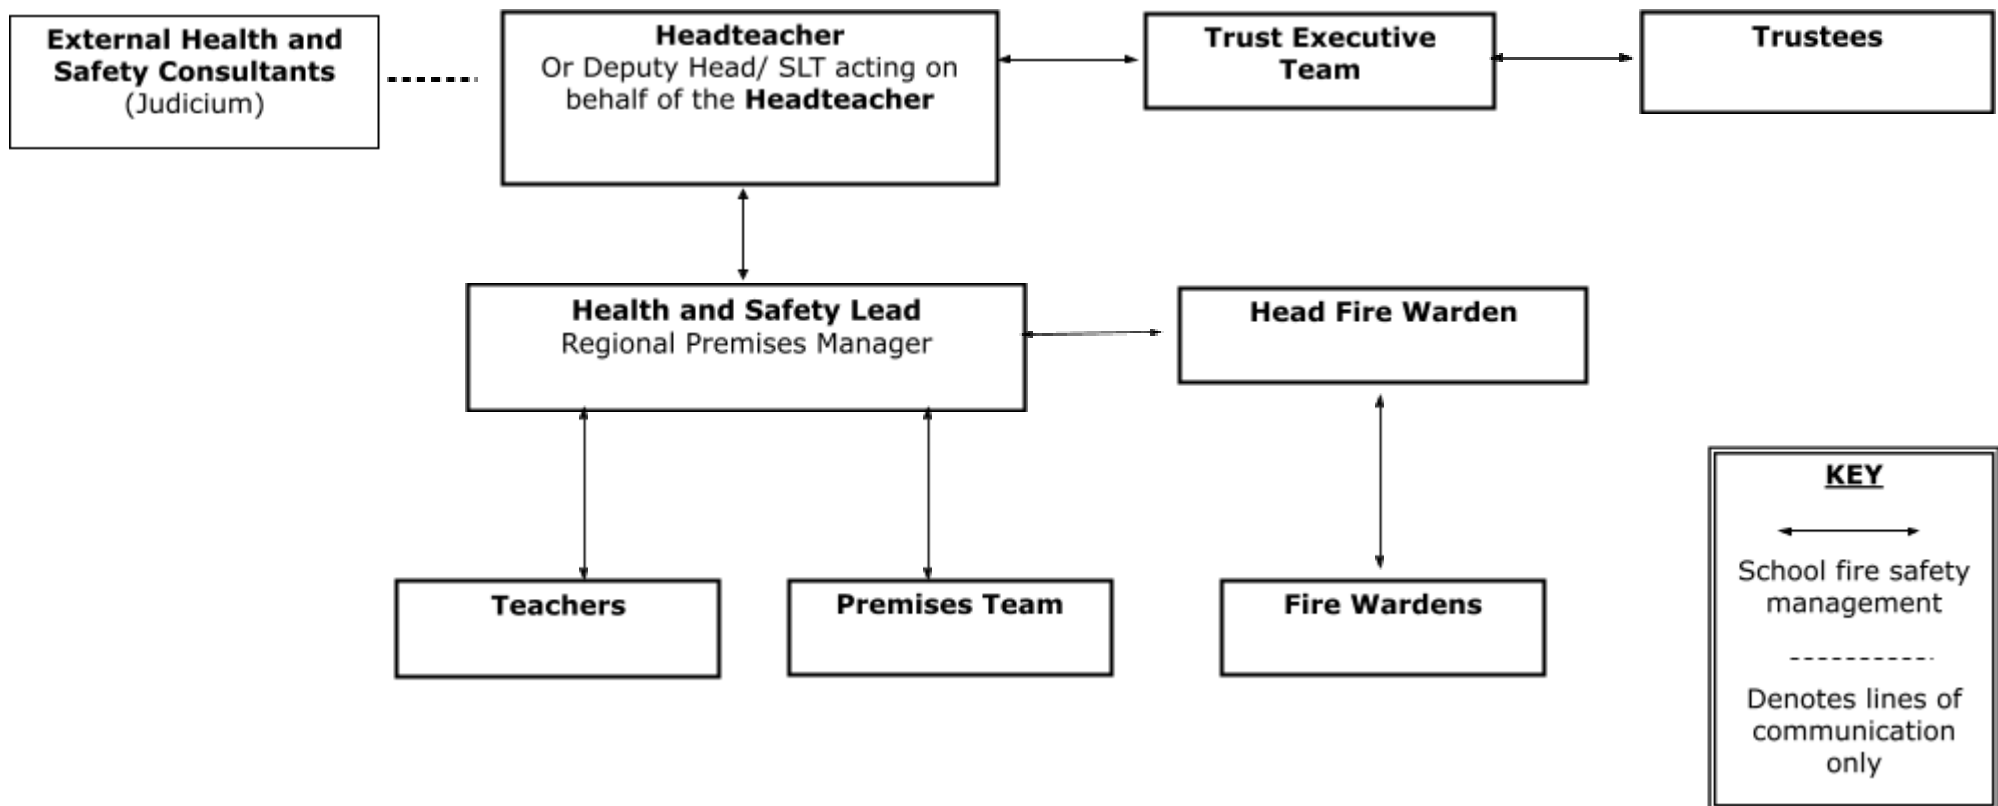 External Health and
Safety Consultants
(Judicium)
Headteacher
Or Deputy Head/ SLT acting on
behalf of the Headteacher
Trust Executive
Team
Trustees
Health and Safety Lead
Regional Premises Manager
Head Fire Warden
Teachers
Premises Team
Fire Wardens
KEY
School fire safety
management
Denotes lines of
communication
only